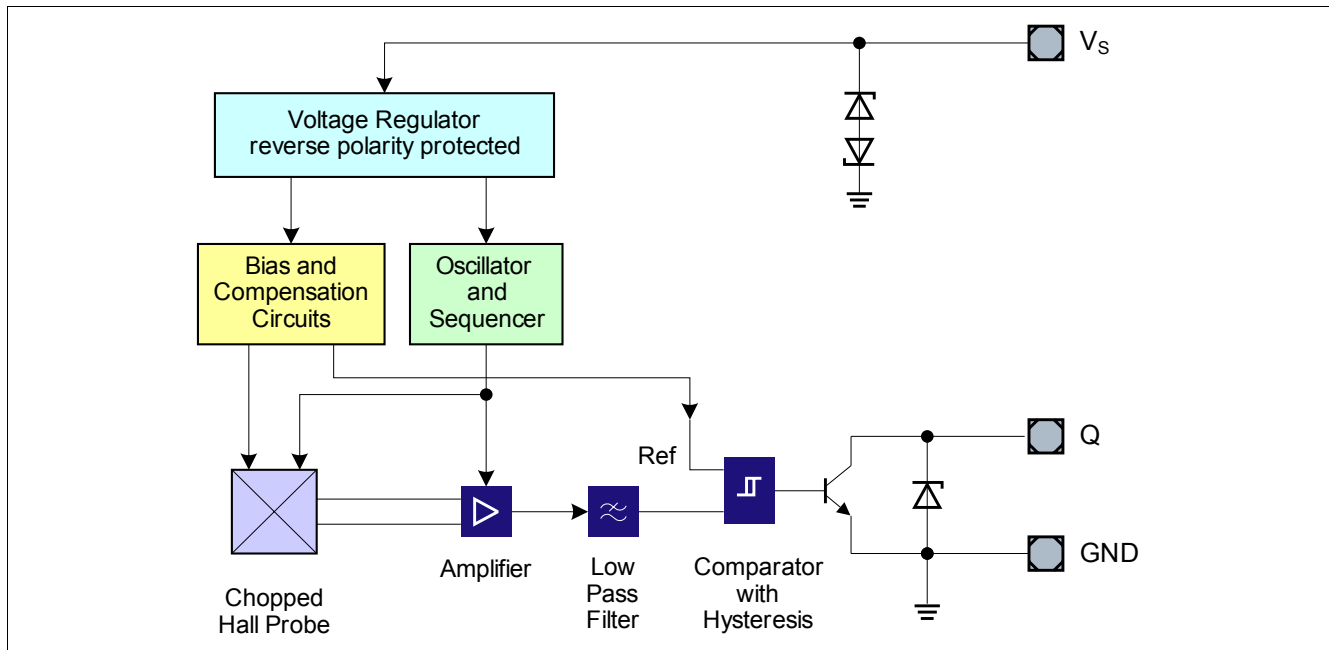 V_S
Voltage Regulator
reverse polarity protected
Bias and
Compensation
Circuits
Oscillator
and
Sequencer
Ref
Q
GND
Amplifier
Low
Pass
Filter
Comparator
with
Hysteresis
Chopped
Hall Probe